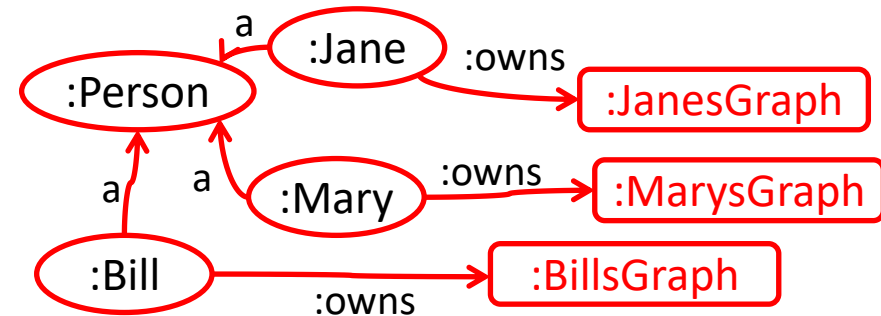 a
:Jane
:owns
:Person
:JanesGraph
a
a
:Mary
:owns
:MarysGraph
:Bill
:owns
:BillsGraph